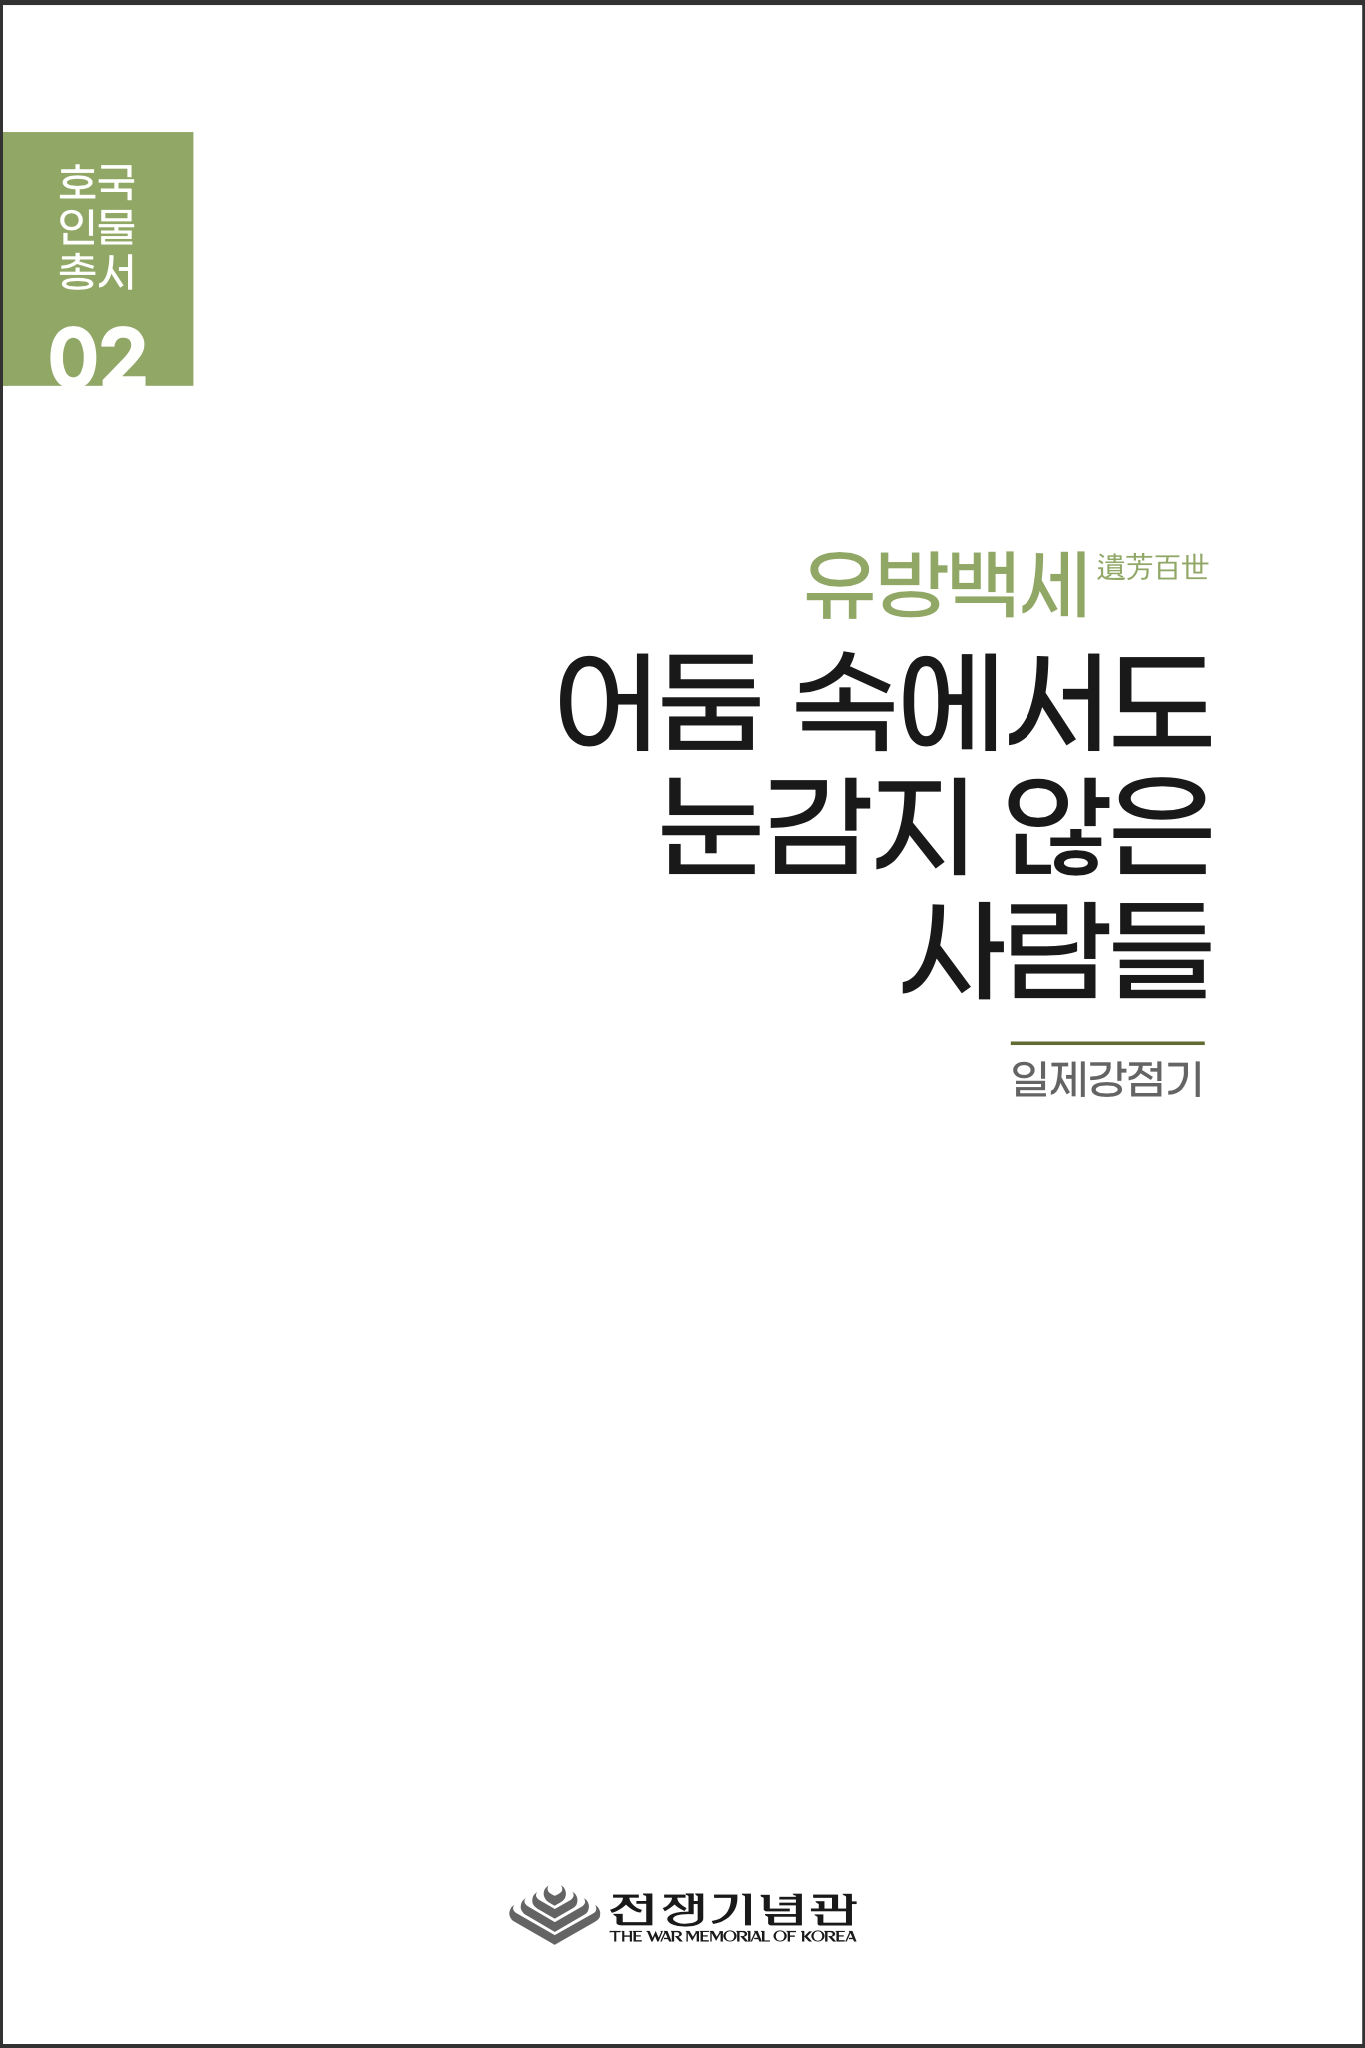 호국
인물
총서
02
유방백세 遺芳百世
어둠 속에서도
눈감지 않은
사람들
일제강점기
전쟁기념관
THE WAR MEMORIAL OF KOREA